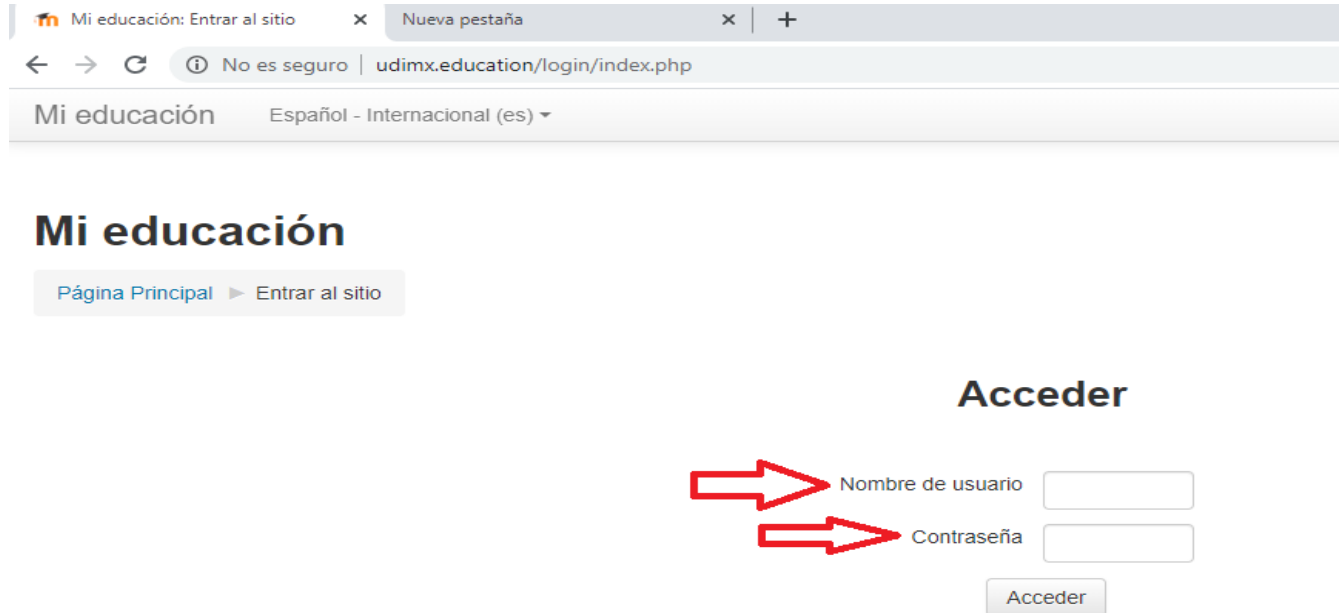 Mi educación: Entrar al sitio
Nueva pestaña
No es seguro | udimx.education/login/index.php
Mi educación Español - Internacional (es)
Mi educación
Página Principal ► Entrar al sitio
Acceder
Nombre de usuario
Contraseña
Acceder